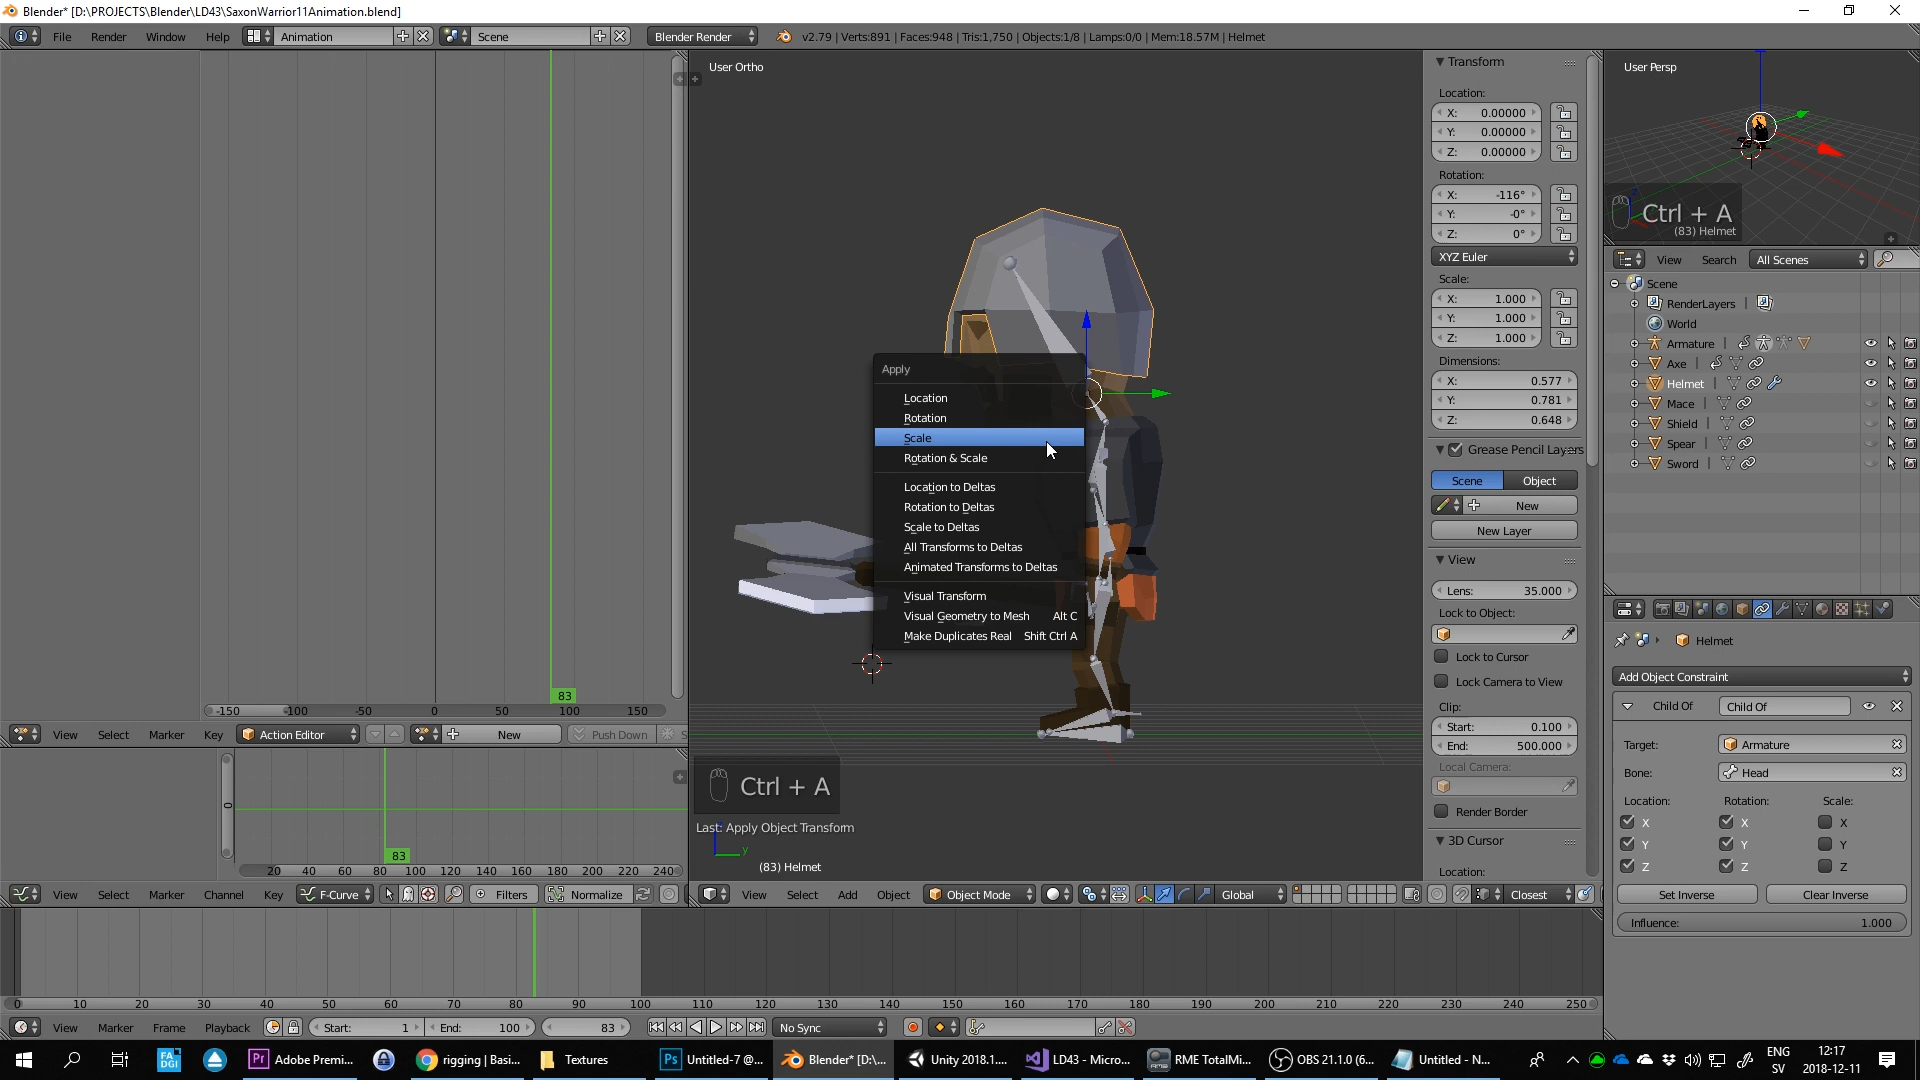 Blender* [D:\PROJECTS\Blender\LD43\SaxonWarrior11Animation.blend]
File Render Window Help Animation Scene Blender Render v2.79 | Verts:891 | Faces:948 | Tris:1,750 | Objects:1/8 | Lamps:0/0 | Mem:18.57M | Helmet
User Ortho
Transform
Location:
X: 0.00000
Y: 0.00000
Z: 0.00000
Rotation:
X: -116°
Y: -0°
Z: 0°
XYZ Euler
Scale:
X: 1.000
Y: 1.000
Z: 1.000
Dimensions:
X: 0.577
Y: 0.781
Z: 0.648
Grease Pencil Layers
Scene Object
New
New Layer
View
Lens: 35.000
Lock to Object:
Lock to Cursor
Lock Camera to View
Clip:
Start: 0.100
End: 500.000
Local Camera:
Render Border
3D Cursor
Location:
User Persp
Ctrl + A
(83) Helmet
View Search All Scenes
Scene
RenderLayers
World
Armature
Axe
Helmet
Mace
Shield
Spear
Sword
Helmet
Add Object Constraint
Child Of Child Of
Target: Armature
Bone: Head
Location: Rotation: Scale:
X X X
Y Y Y
Z Z Z
Set Inverse Clear Inverse
Influence: 1.000
Apply
Location
Rotation
Scale
Rotation & Scale
Location to Deltas
Rotation to Deltas
Scale to Deltas
All Transforms to Deltas
Animated Transforms to Deltas
Visual Transform
Visual Geometry to Mesh Alt C
Make Duplicates Real Shift Ctrl A
Ctrl + A
Last: Apply Object Transform
y
(83) Helmet
View Select Add Object Object Mode Global Closest
83
-150 -100 -50 0 50 100 150
View Select Marker Key Action Editor New Push Down S
0
83
20 40 60 80 100 120 140 160 180 200 220 240
View Select Marker Channel Key F-Curve Filters Normalize
0 10 20 30 40 50 60 70 80 90 100 110 120 130 140 150 160 170 180 190 200 210 220 230 240 250
View Marker Frame Playback Start: 1 End: 100 83 No Sync
FADGI Pr Adobe Premi... rigging | Basi... Textures Ps Untitled-7 @... Blender* [D:\... Unity 2018.1.... LD43 - Micro... RME TotalMi... OBS 21.1.0 (6... Untitled - N... ENG 12:17
SV 2018-12-11